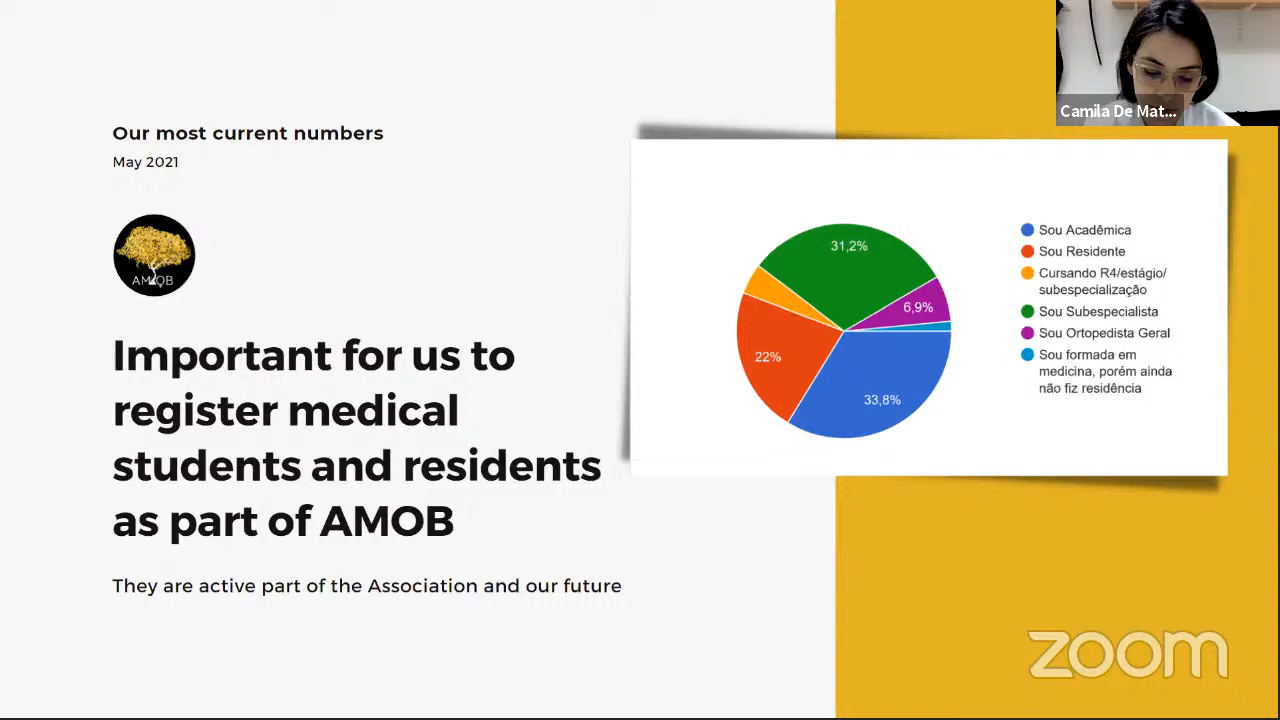 Our most current numbers
May 2021
AMOB
Important for us to
register medical
students and residents
as part of AMOB
They are active part of the Association and our future
31,2%
6,9%
22%
33,8%
Sou Acadêmica
Sou Residente
Cursando R4/estágio/
subespecialização
Sou Subespecialista
Sou Ortopedista Geral
Sou formada em
medicina, porém ainda
não fiz residência
Camila De Mat...
zoom